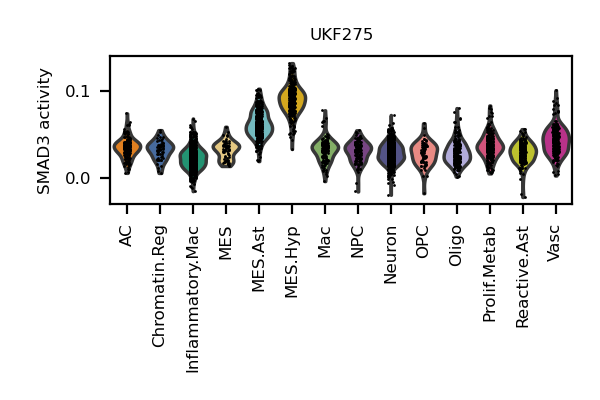 UKF275
SMAD3 activity
0.1
0.0
AC
Chromatin.Reg
Inflammatory.Mac
MES
MES.Ast
MES.Hyp
Mac
NPC
Neuron
OPC
Oligo
Prolif.Metab
Reactive.Ast
Vasc